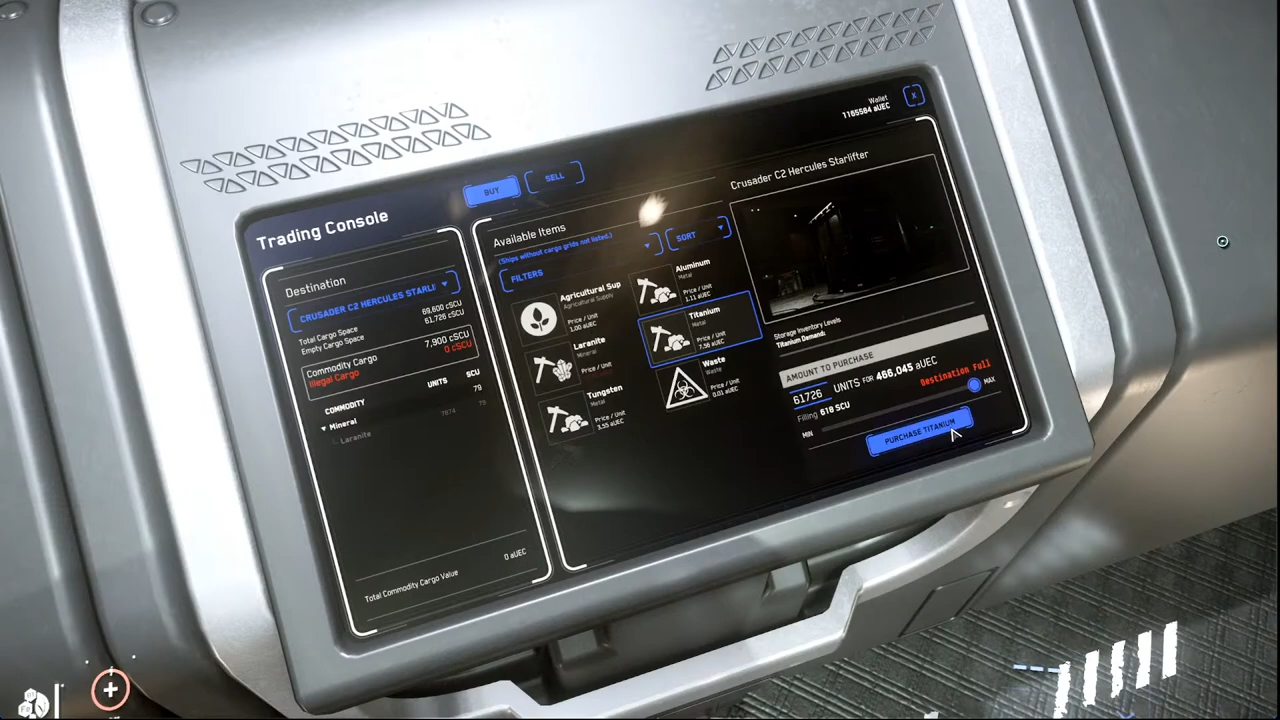 Wallet
1165584 aUEC
X
BUY
SELL
Trading Console
Destination
CRUSADER C2 HERCULES STARLI
Total Cargo Space 69,600 cSCU
Empty Cargo Space 61,726 cSCU
Commodity Cargo 7,900 cSCU
Illegal Cargo 0 cSCU
COMMODITY UNITS SCU
Mineral 79
Laranite 7874 79
Total Commodity Cargo Value 0 aUEC
Available Items
(Ships without cargo grids not listed.)
FILTERS
SORT
Agricultural Sup
Agricultural Supply
Price / Unit
1.00 aUEC
Aluminum
Metal
Price / Unit
1.11 aUEC
Laranite
Mineral
Price / Unit
Titanium
Metal
Price / Unit
7.56 aUEC
Tungsten
Metal
Price / Unit
3.55 aUEC
Waste
Waste
Price / Unit
0.01 aUEC
Crusader C2 Hercules Starlifter
Storage Inventory Levels
Titanium Demand:
AMOUNT TO PURCHASE
61726 UNITS FOR 466,045 aUEC
Filling 618 SCU
Destination Full
MIN
MAX
PURCHASE TITANIUM